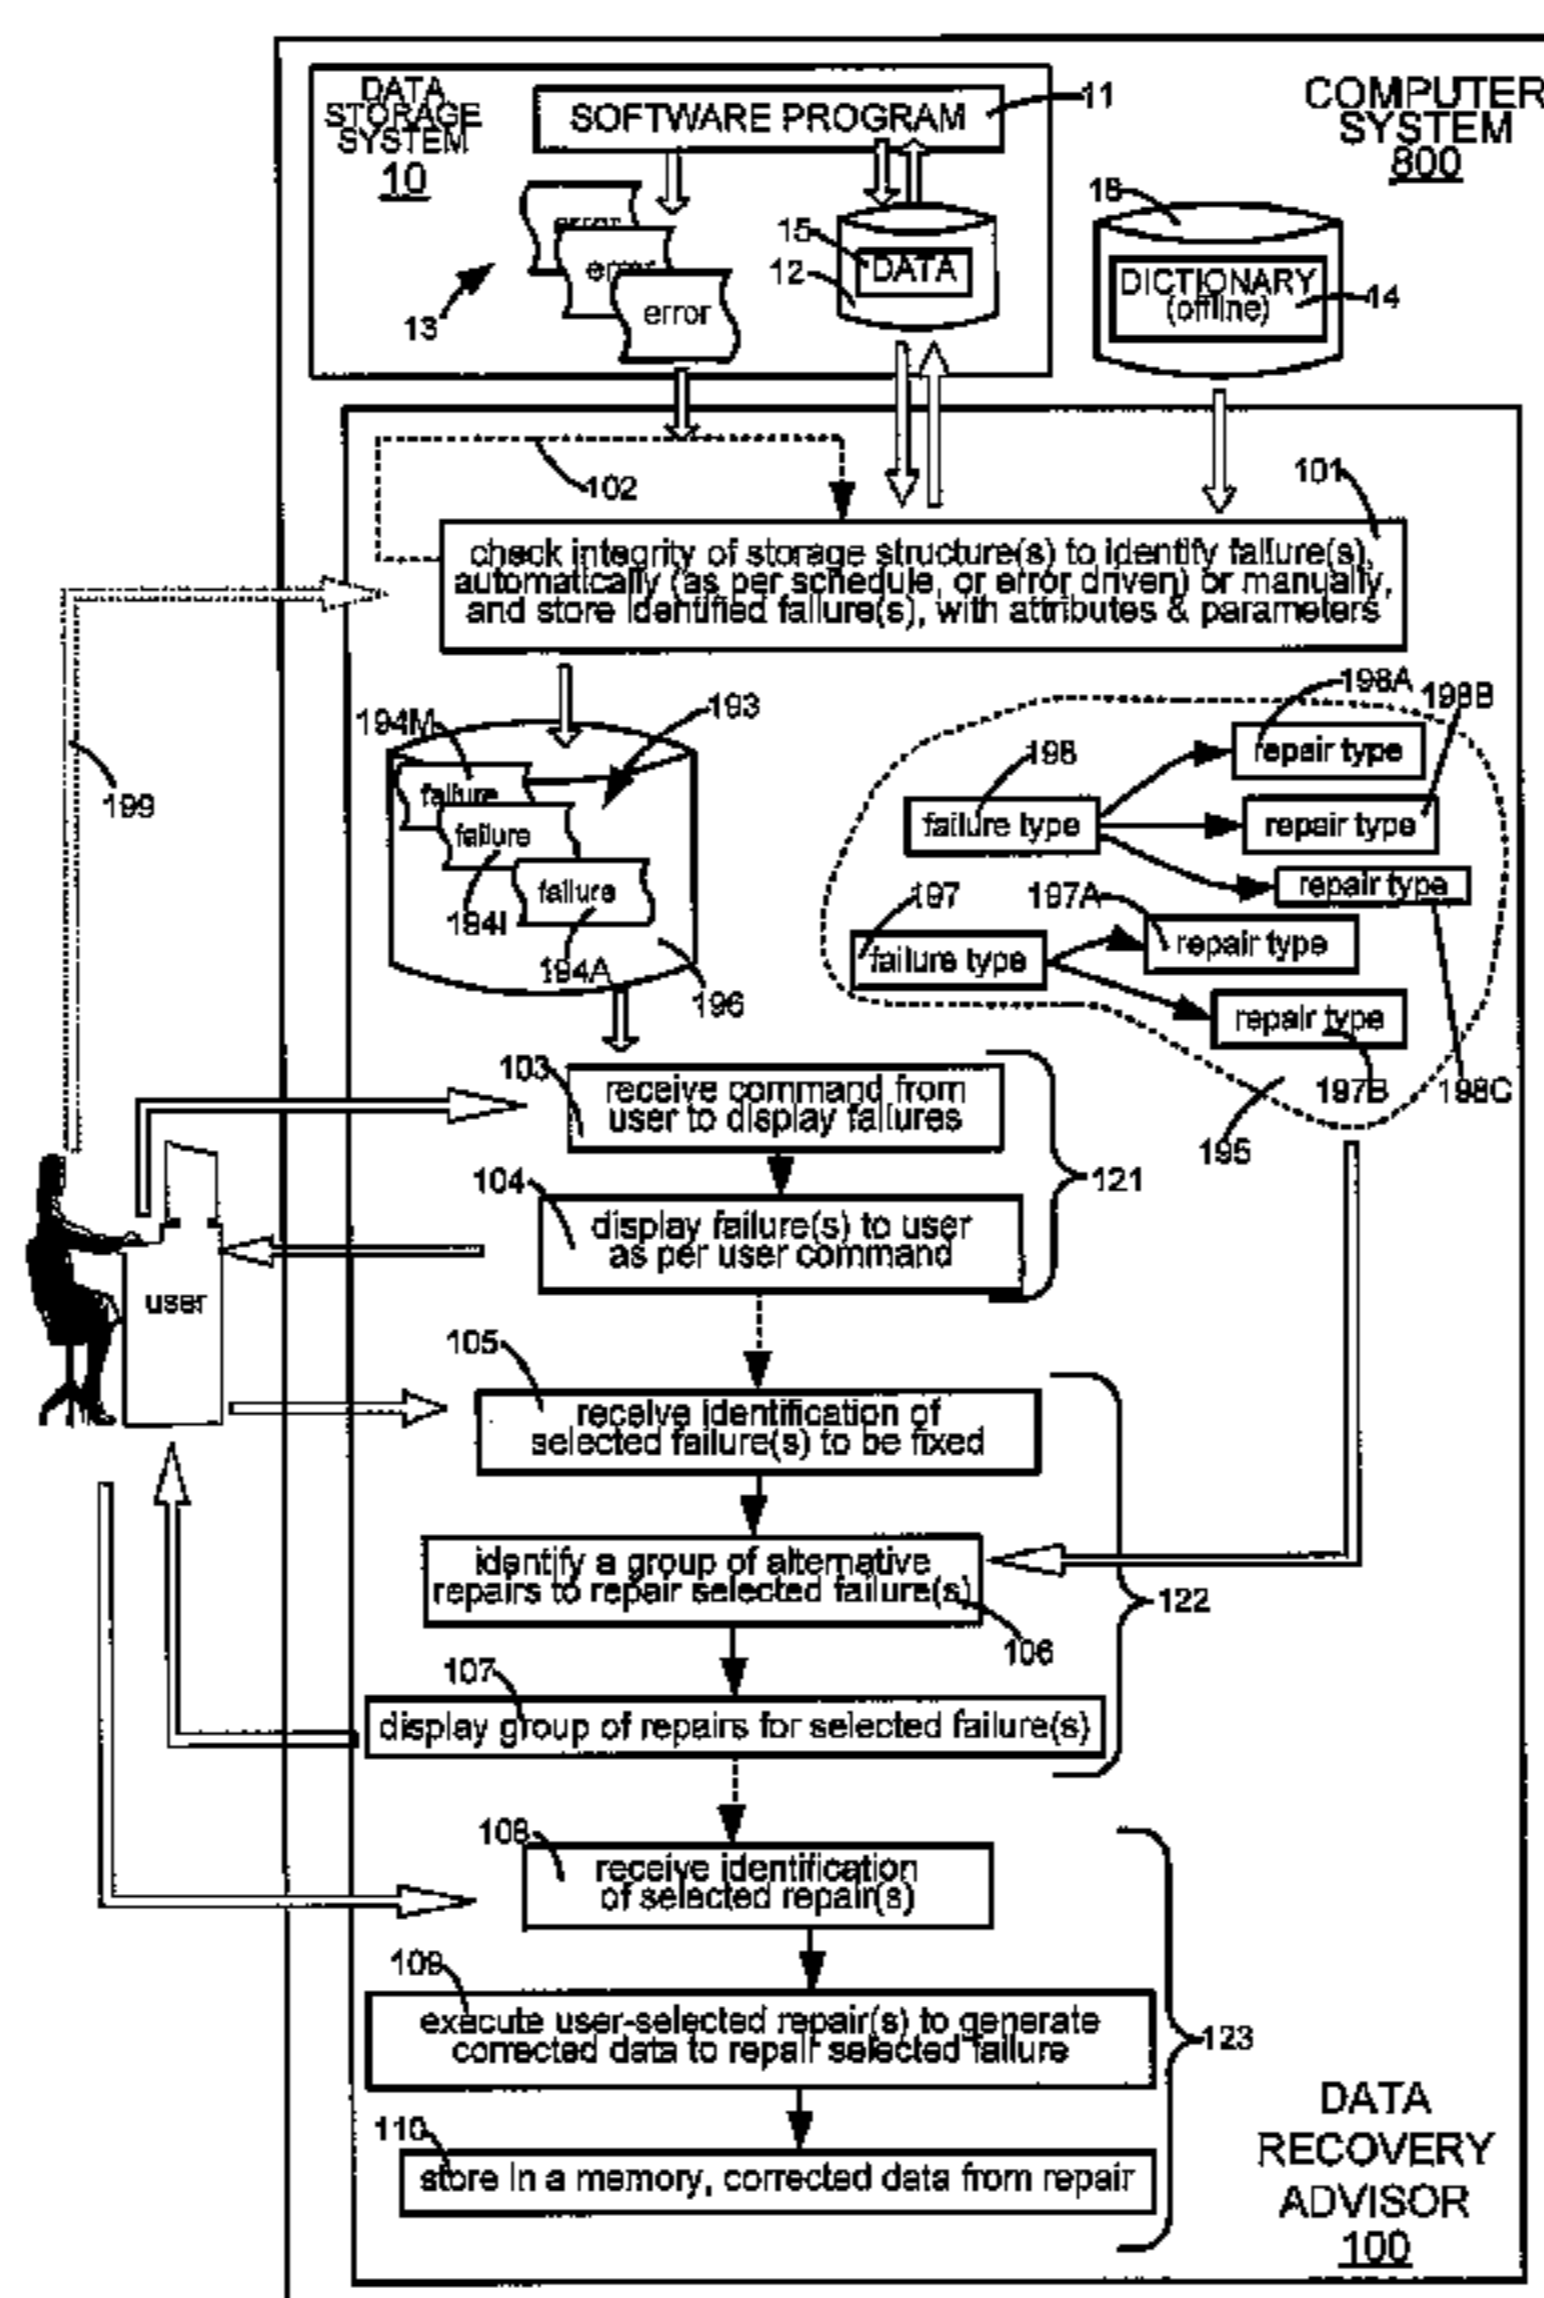 DATA
STORAGE
SYSTEM
10
SOFTWARE PROGRAM
11
COMPUTER
SYSTEM
800
error
error
error
13
15
DATA
12
16
DICTIONARY
(offline)
14
102
101
check integrity of storage structure(s) to identify failure(s),
automatically (as per schedule, or error driven) or manually,
and store identified failure(s), with attributes & parameters
199
194M
193
failure
failure
194I
failure
194A
196
198A
198B
198
repair type
failure type
repair type
repair type
197
197A
failure type
repair type
repair type
197B
198C
195
103
receive command from
user to display failures
121
104
display failure(s) to user
as per user command
user
105
receive identification of
selected failure(s) to be fixed
identify a group of alternative
repairs to repair selected failure(s)
106
122
107
display group of repairs for selected failure(s)
108
receive identification
of selected repair(s)
109
execute user-selected repair(s) to generate
corrected data to repair selected failure
123
110
store in a memory, corrected data from repair
DATA
RECOVERY
ADVISOR
100